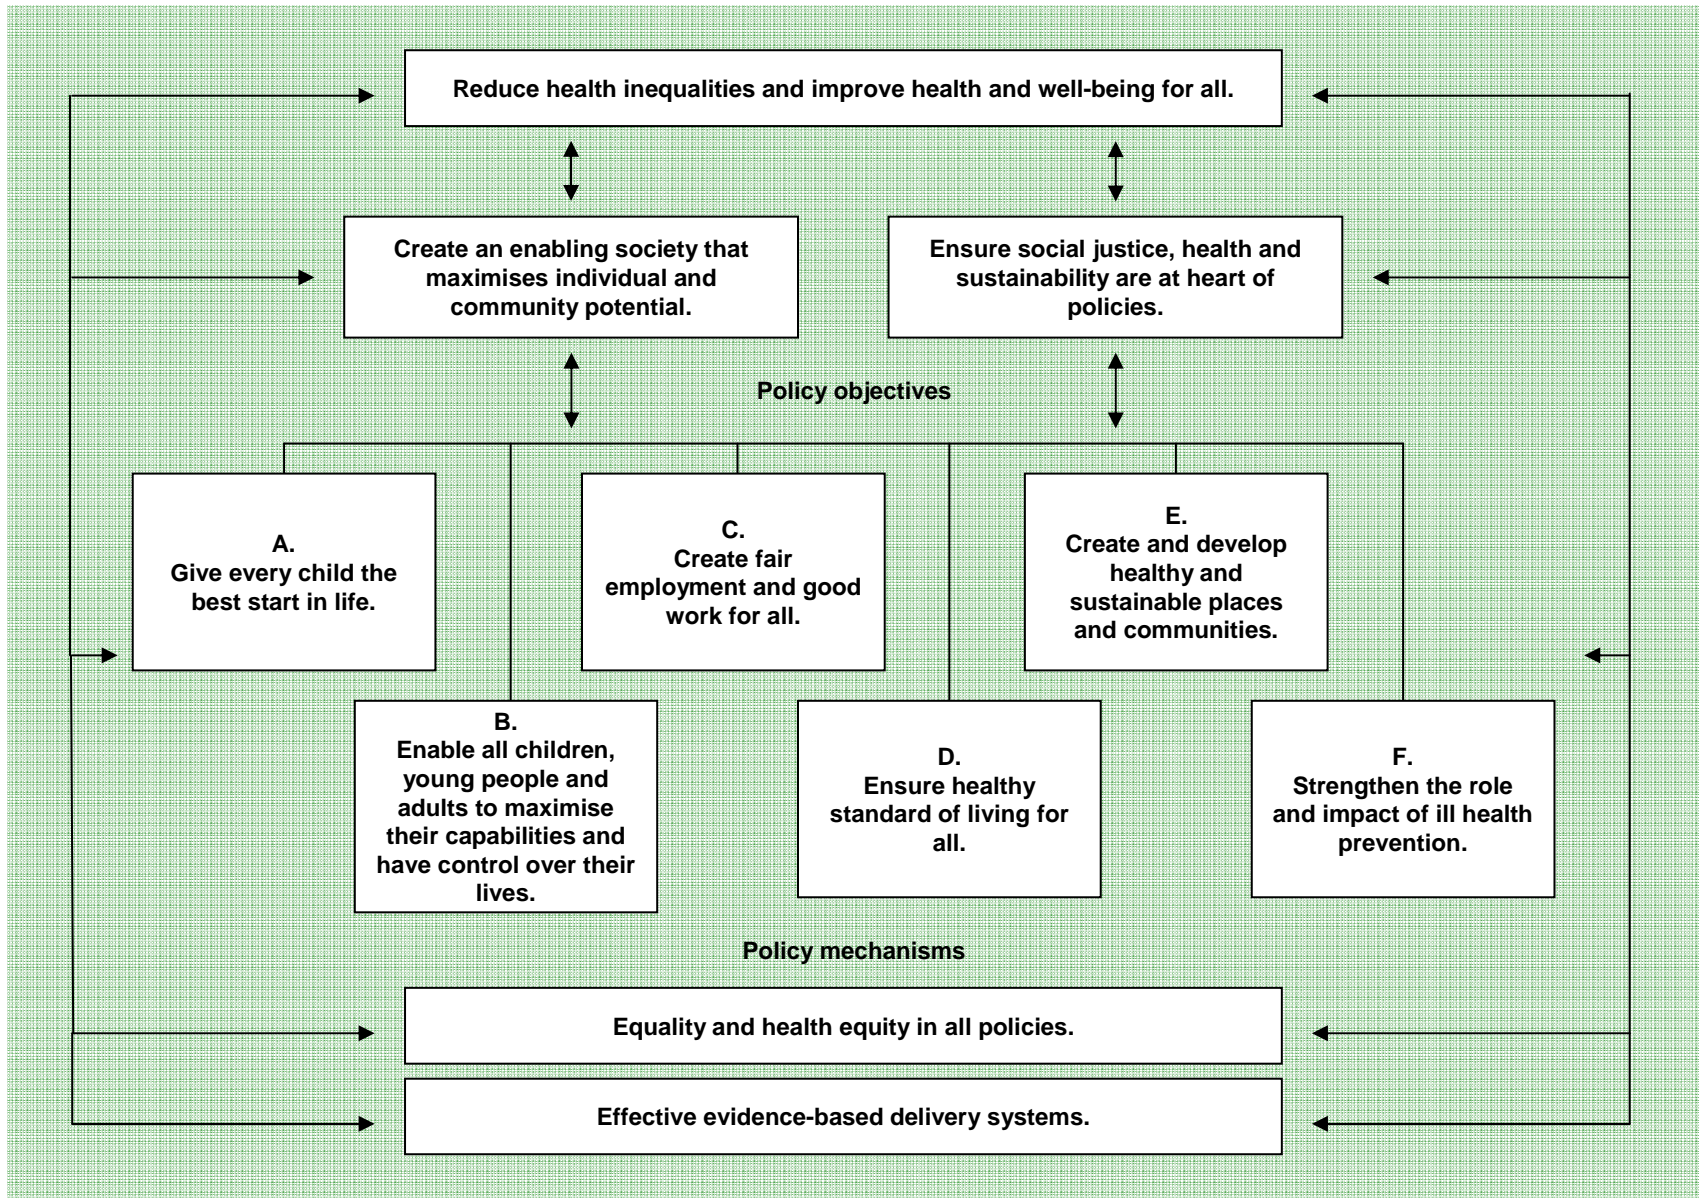 Reduce health inequalities and improve health and well-being for all.
Create an enabling society that
maximises individual and
community potential.
Ensure social justice, health and
sustainability are at heart of
policies.
Policy objectives
A.
Give every child the
best start in life.
C.
Create fair
employment and good
work for all.
E.
Create and develop
healthy and
sustainable places
and communities.
B.
Enable all children,
young people and
adults to maximise
their capabilities and
have control over their
lives.
D.
Ensure healthy
standard of living for
all.
F.
Strengthen the role
and impact of ill health
prevention.
Policy mechanisms
Equality and health equity in all policies.
Effective evidence-based delivery systems.